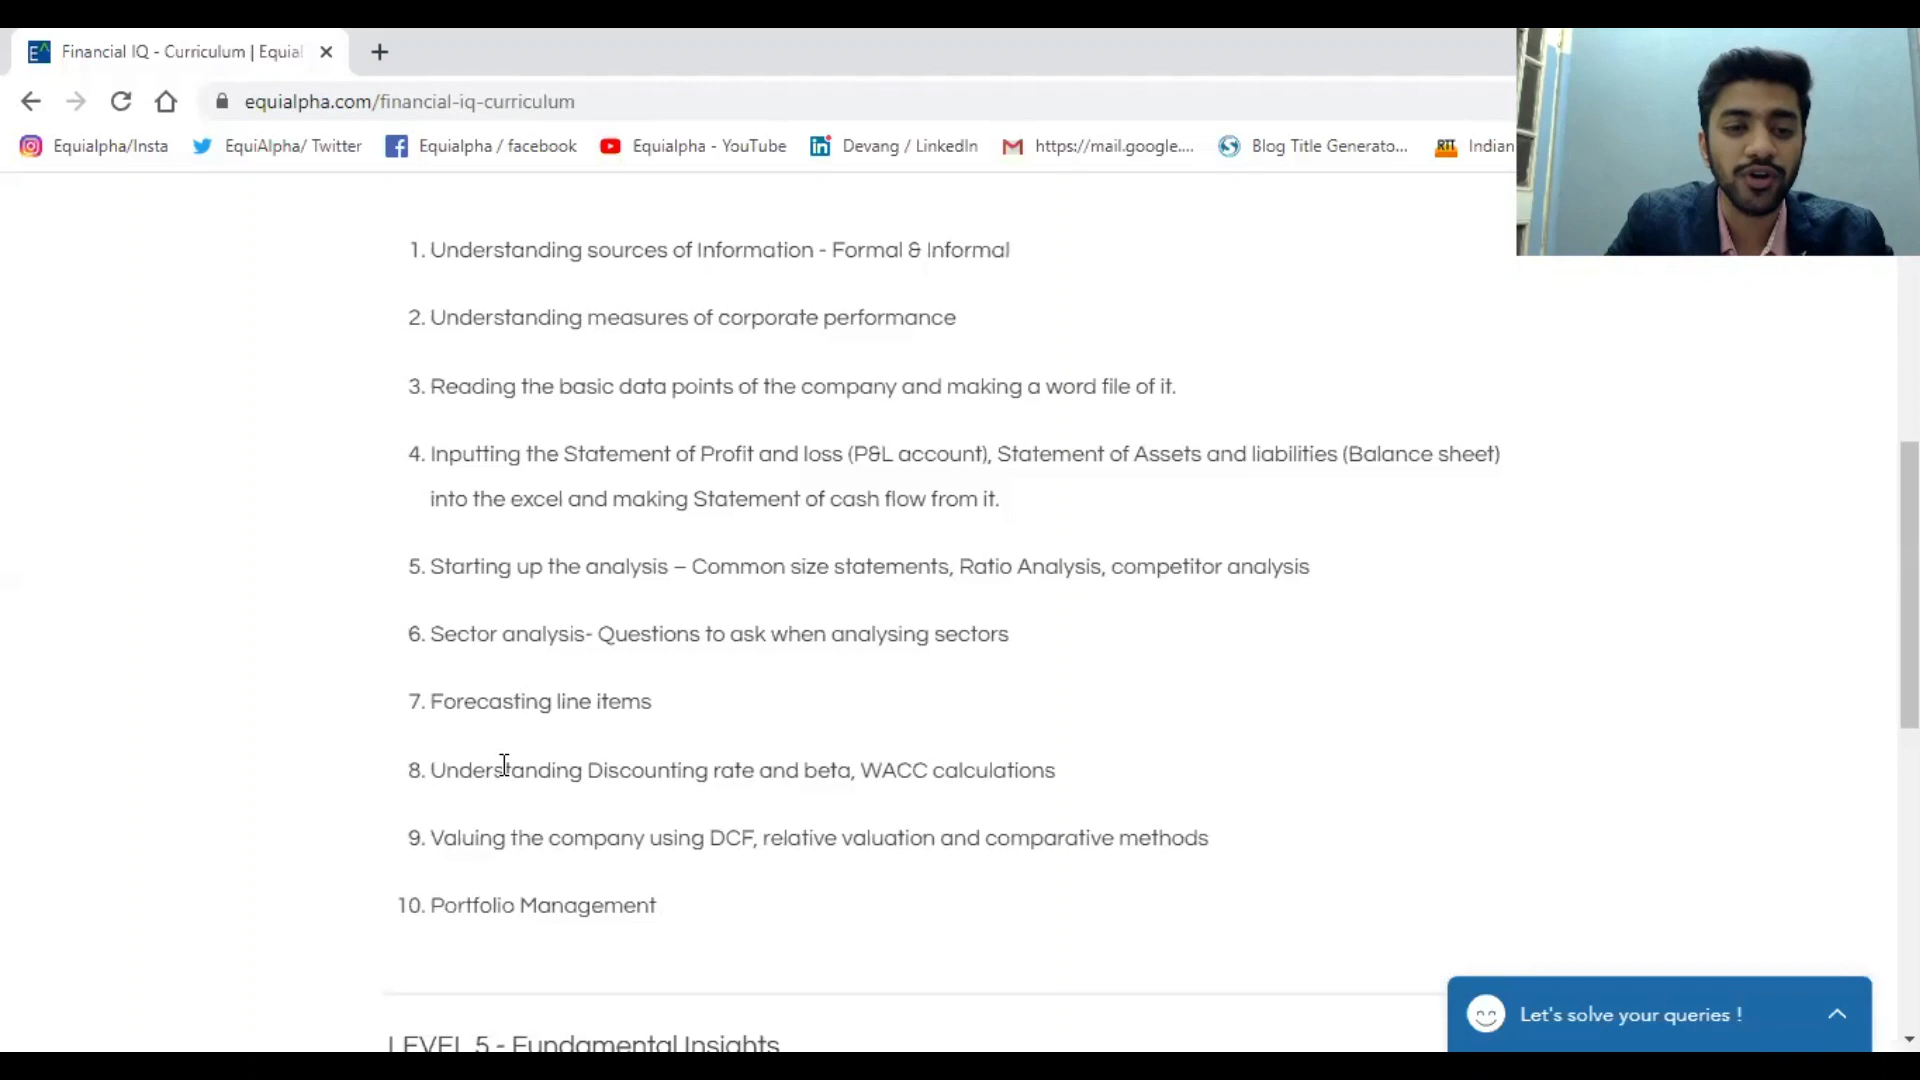 Financial IQ - Curriculum | Equial
equialpha.com/financial-iq-curriculum
Equialpha/Insta
EquiAlpha/ Twitter
Equialpha / facebook
Equialpha - YouTube
Devang / LinkedIn
https://mail.google....
Blog Title Generato...
RTI Indian
1. Understanding sources of Information - Formal & Informal
2. Understanding measures of corporate performance
3. Reading the basic data points of the company and making a word file of it.
4. Inputting the Statement of Profit and loss (P&L account), Statement of Assets and liabilities (Balance sheet)
into the excel and making Statement of cash flow from it.
5. Starting up the analysis – Common size statements, Ratio Analysis, competitor analysis
6. Sector analysis- Questions to ask when analysing sectors
7. Forecasting line items
8. Understanding Discounting rate and beta, WACC calculations
9. Valuing the company using DCF, relative valuation and comparative methods
10. Portfolio Management
LEVEL 5 - Fundamental Insights
Let's solve your queries !